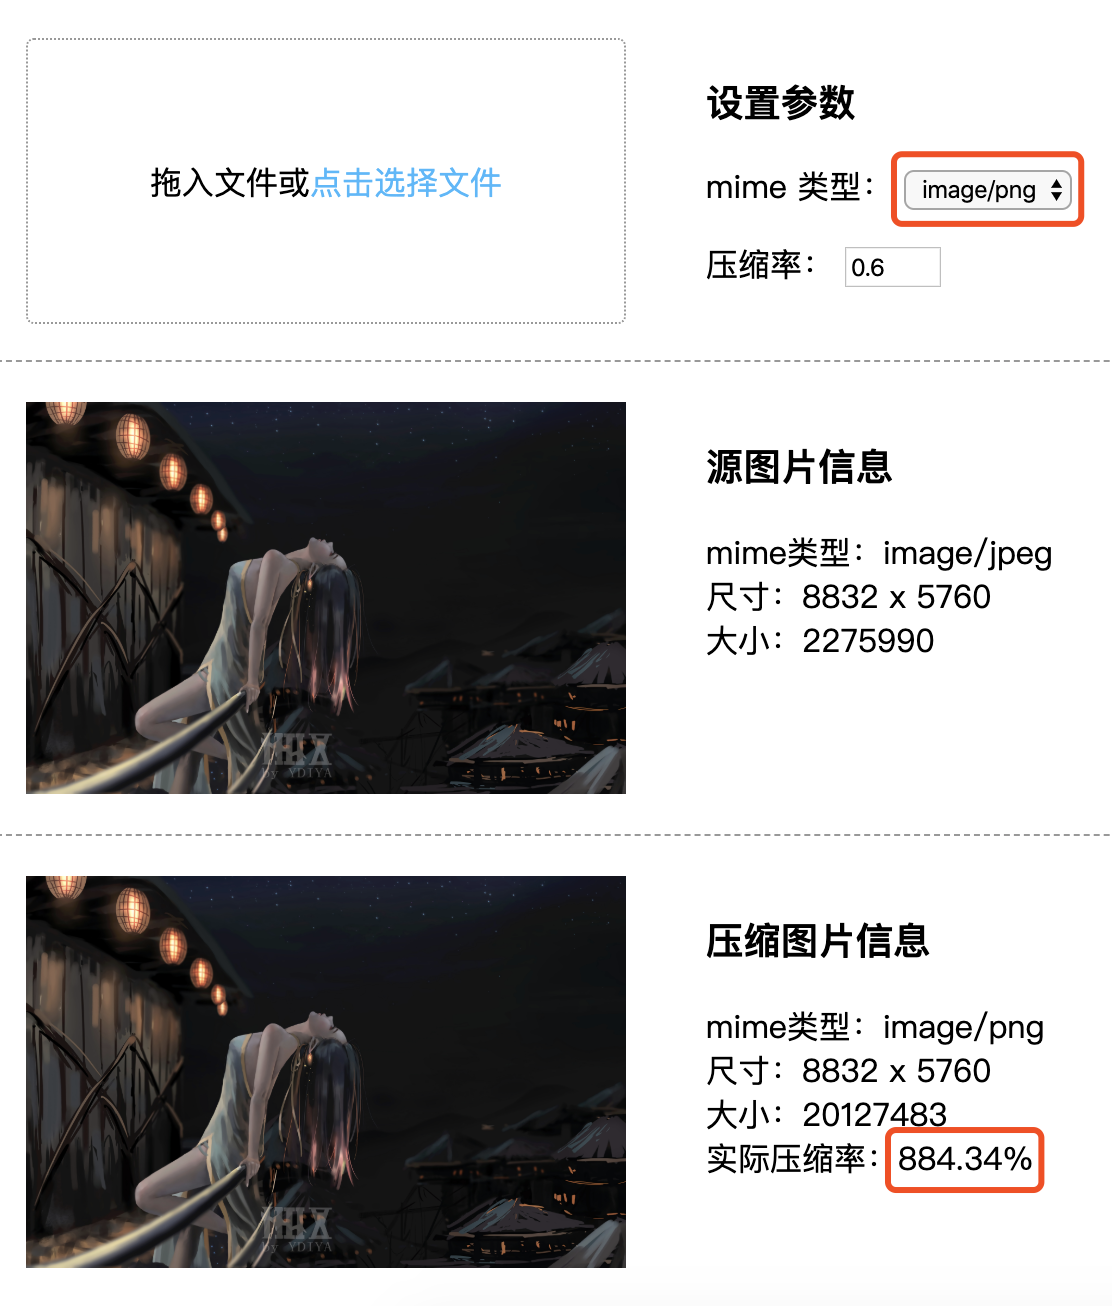 拖入文件或点击选择文件
设置参数
mime 类型：
image/png
压缩率：
0.6
源图片信息
mime类型：image/jpeg
尺寸：8832 x 5760
大小：2275990
by YDIYA
压缩图片信息
mime类型：image/png
尺寸：8832 x 5760
大小：20127483
实际压缩率：884.34%
by YDIYA